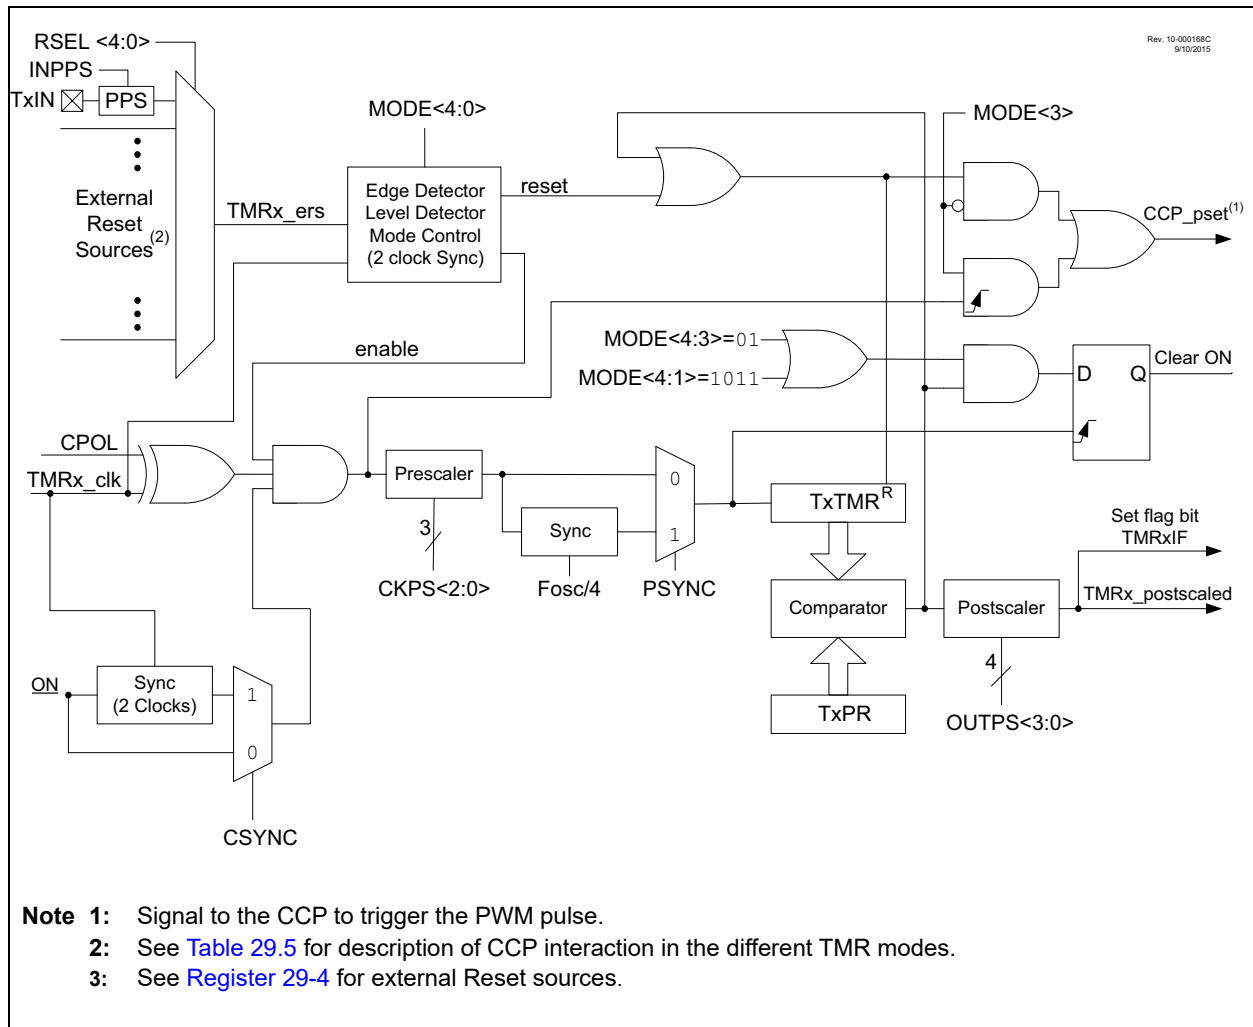 Rev. 10-000168C
9/10/2015
RSEL <4:0>
INPPS
TxIN
PPS
MODE<4:0>
MODE<3>
External
Reset
Sources(2)
TMRx_ers
Edge Detector
Level Detector
Mode Control
(2 clock Sync)
reset
CCP_pset(1)
enable
MODE<4:3>=01
MODE<4:1>=1011
D
Q
Clear ON
CPOL
TMRx_clk
Prescaler
3
CKPS<2:0>
Sync
Fosc/4
0
1
PSYNC
TxTMR
R
Set flag bit
TMRxIF
TMRx_postscaled
Comparator
Postscaler
4
OUTPS<3:0>
TxPR
ON
Sync
(2 Clocks)
1
0
CSYNC
Note 1: Signal to the CCP to trigger the PWM pulse.
2: See Table 29.5 for description of CCP interaction in the different TMR modes.
3: See Register 29-4 for external Reset sources.